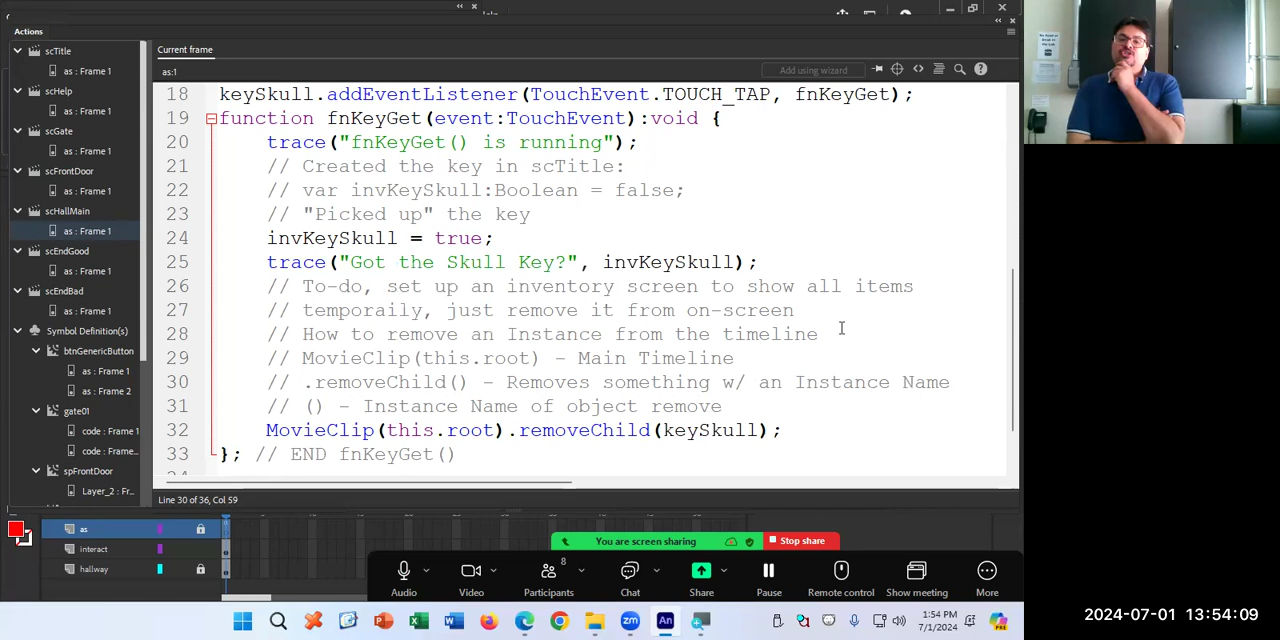 Actions
Current frame
scTitle
as:1
Add using wizard
as : Frame 1
scHelp
as : Frame 1
scGate
as : Frame 1
scFrontDoor
as : Frame 1
scHallMain
as : Frame 1
scEndGood
as : Frame 1
scEndBad
as : Frame 1
Symbol Definition(s)
btnGenericButton
as : Frame 1
as : Frame 2
gate01
code : Frame 1
code : Frame...
spFrontDoor
Layer_2 : Fr...
18 keySkull.addEventListener(TouchEvent.TOUCH_TAP, fnKeyGet);
19 function fnKeyGet(event:TouchEvent):void {
20 trace("fnKeyGet() is running");
21 // Created the key in scTitle:
22 // var invKeySkull:Boolean = false;
23 // "Picked up" the key
24 invKeySkull = true;
25 trace("Got the Skull Key?", invKeySkull);
26 // To-do, set up an inventory screen to show all items
27 // temporaily, just remove it from on-screen
28 // How to remove an Instance from the timeline
29 // MovieClip(this.root) - Main Timeline
30 // .removeChild() - Removes something w/ an Instance Name
31 // () - Instance Name of object remove
32 MovieClip(this.root).removeChild(keySkull);
33 }; // END fnKeyGet()
Line 30 of 36, Col 59
as
interact
hallway
You are screen sharing
Stop share
8
Audio
Video
Participants
Chat
Share
Pause
Remote control
Show meeting
More
1:54 PM
7/1/2024
2024-07-01 13:54:09